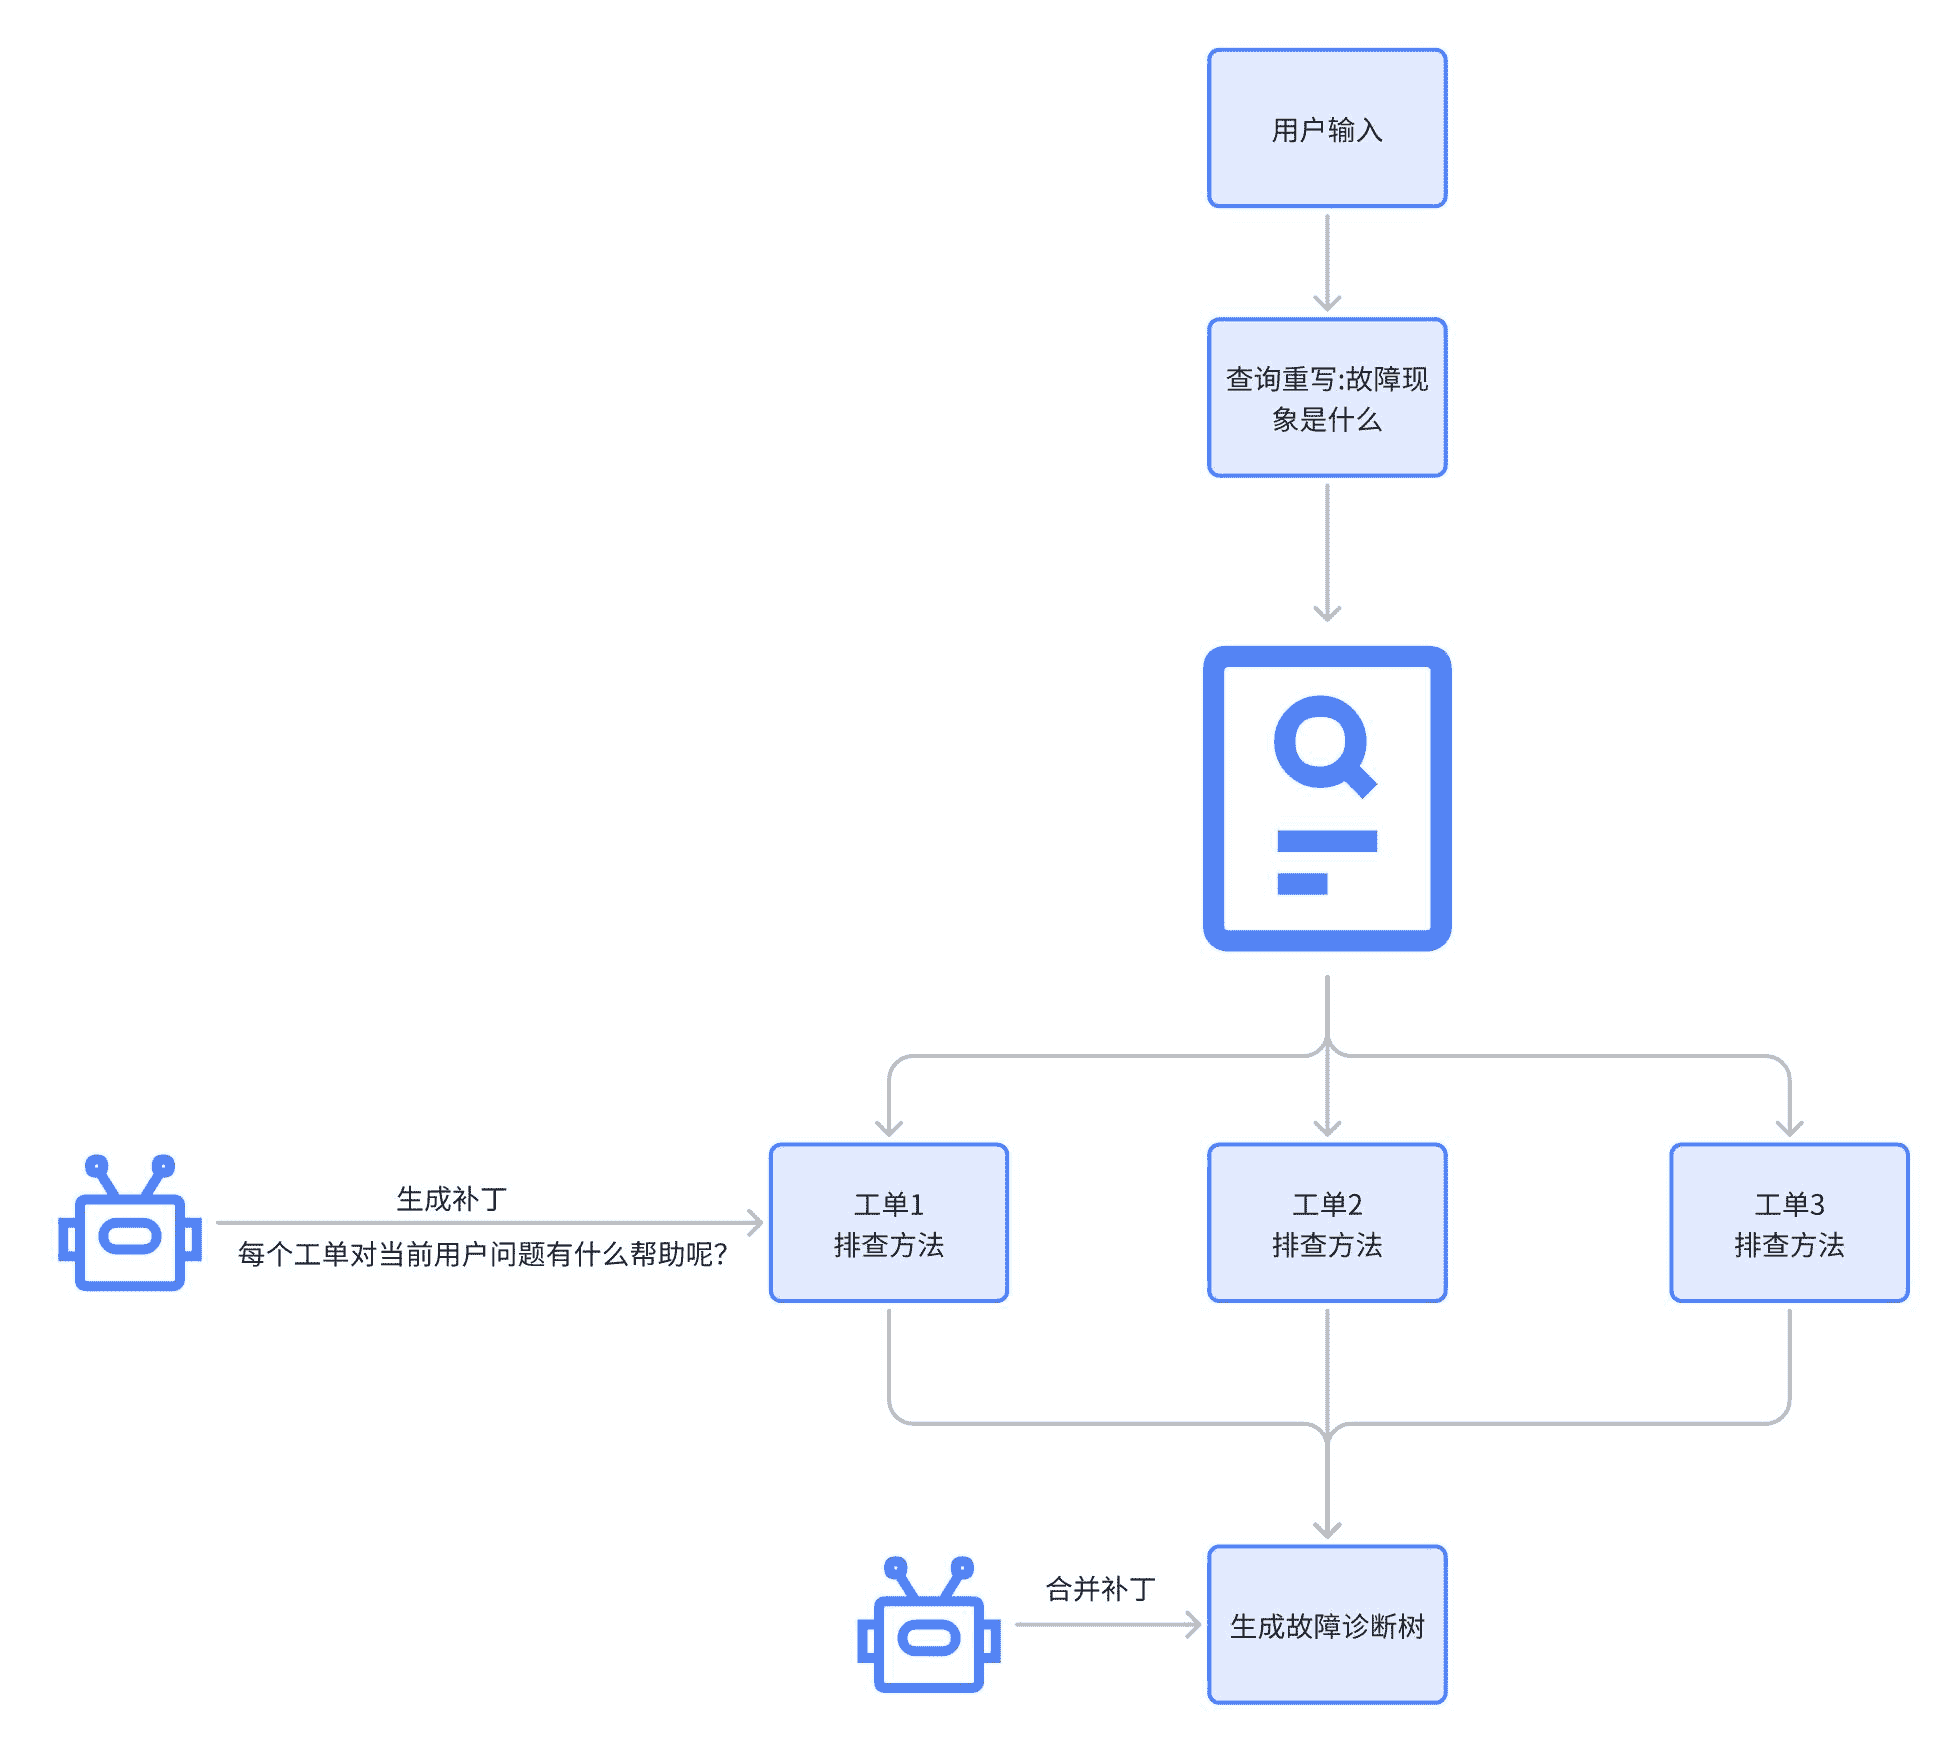 用户输入
查询重写:故障现
象是什么
生成补丁
每个工单对当前用户问题有什么帮助呢？
工单1
排查方法
工单2
排查方法
工单3
排查方法
合并补丁
生成故障诊断树